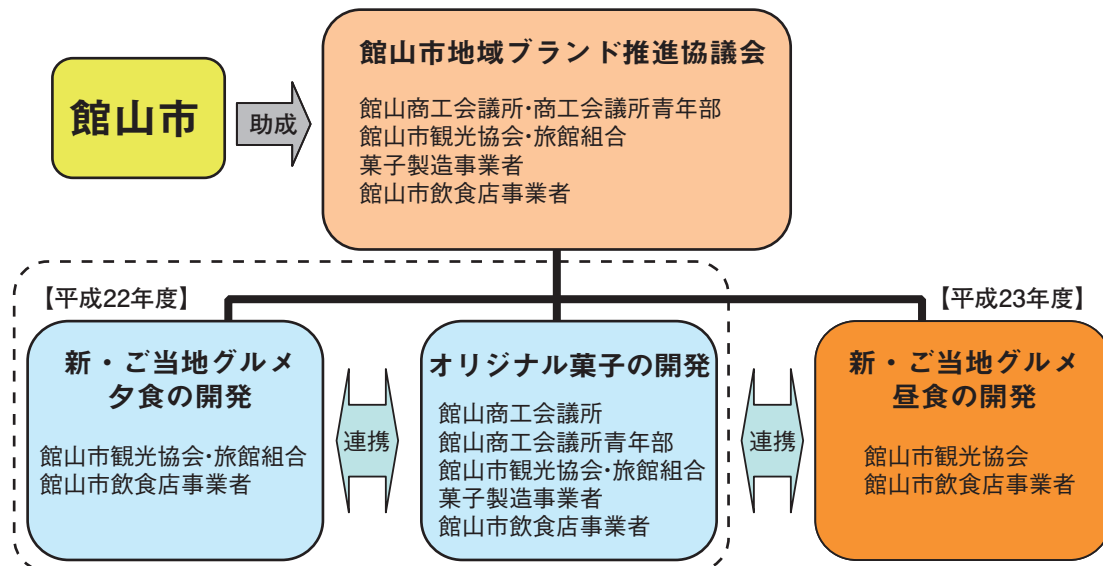 館山市
助成
館山市地域ブランド推進協議会
館山商工会議所･商工会議所青年部
館山市観光協会･旅館組合
菓子製造事業者
館山市飲食店事業者
【平成22年度】
【平成23年度】
新・ご当地グルメ
夕食の開発
館山市観光協会･旅館組合
館山市飲食店事業者
連携
オリジナル菓子の開発
館山商工会議所
館山商工会議所青年部
館山市観光協会･旅館組合
菓子製造事業者
館山市飲食店事業者
連携
新・ご当地グルメ
昼食の開発
館山市観光協会
館山市飲食店事業者